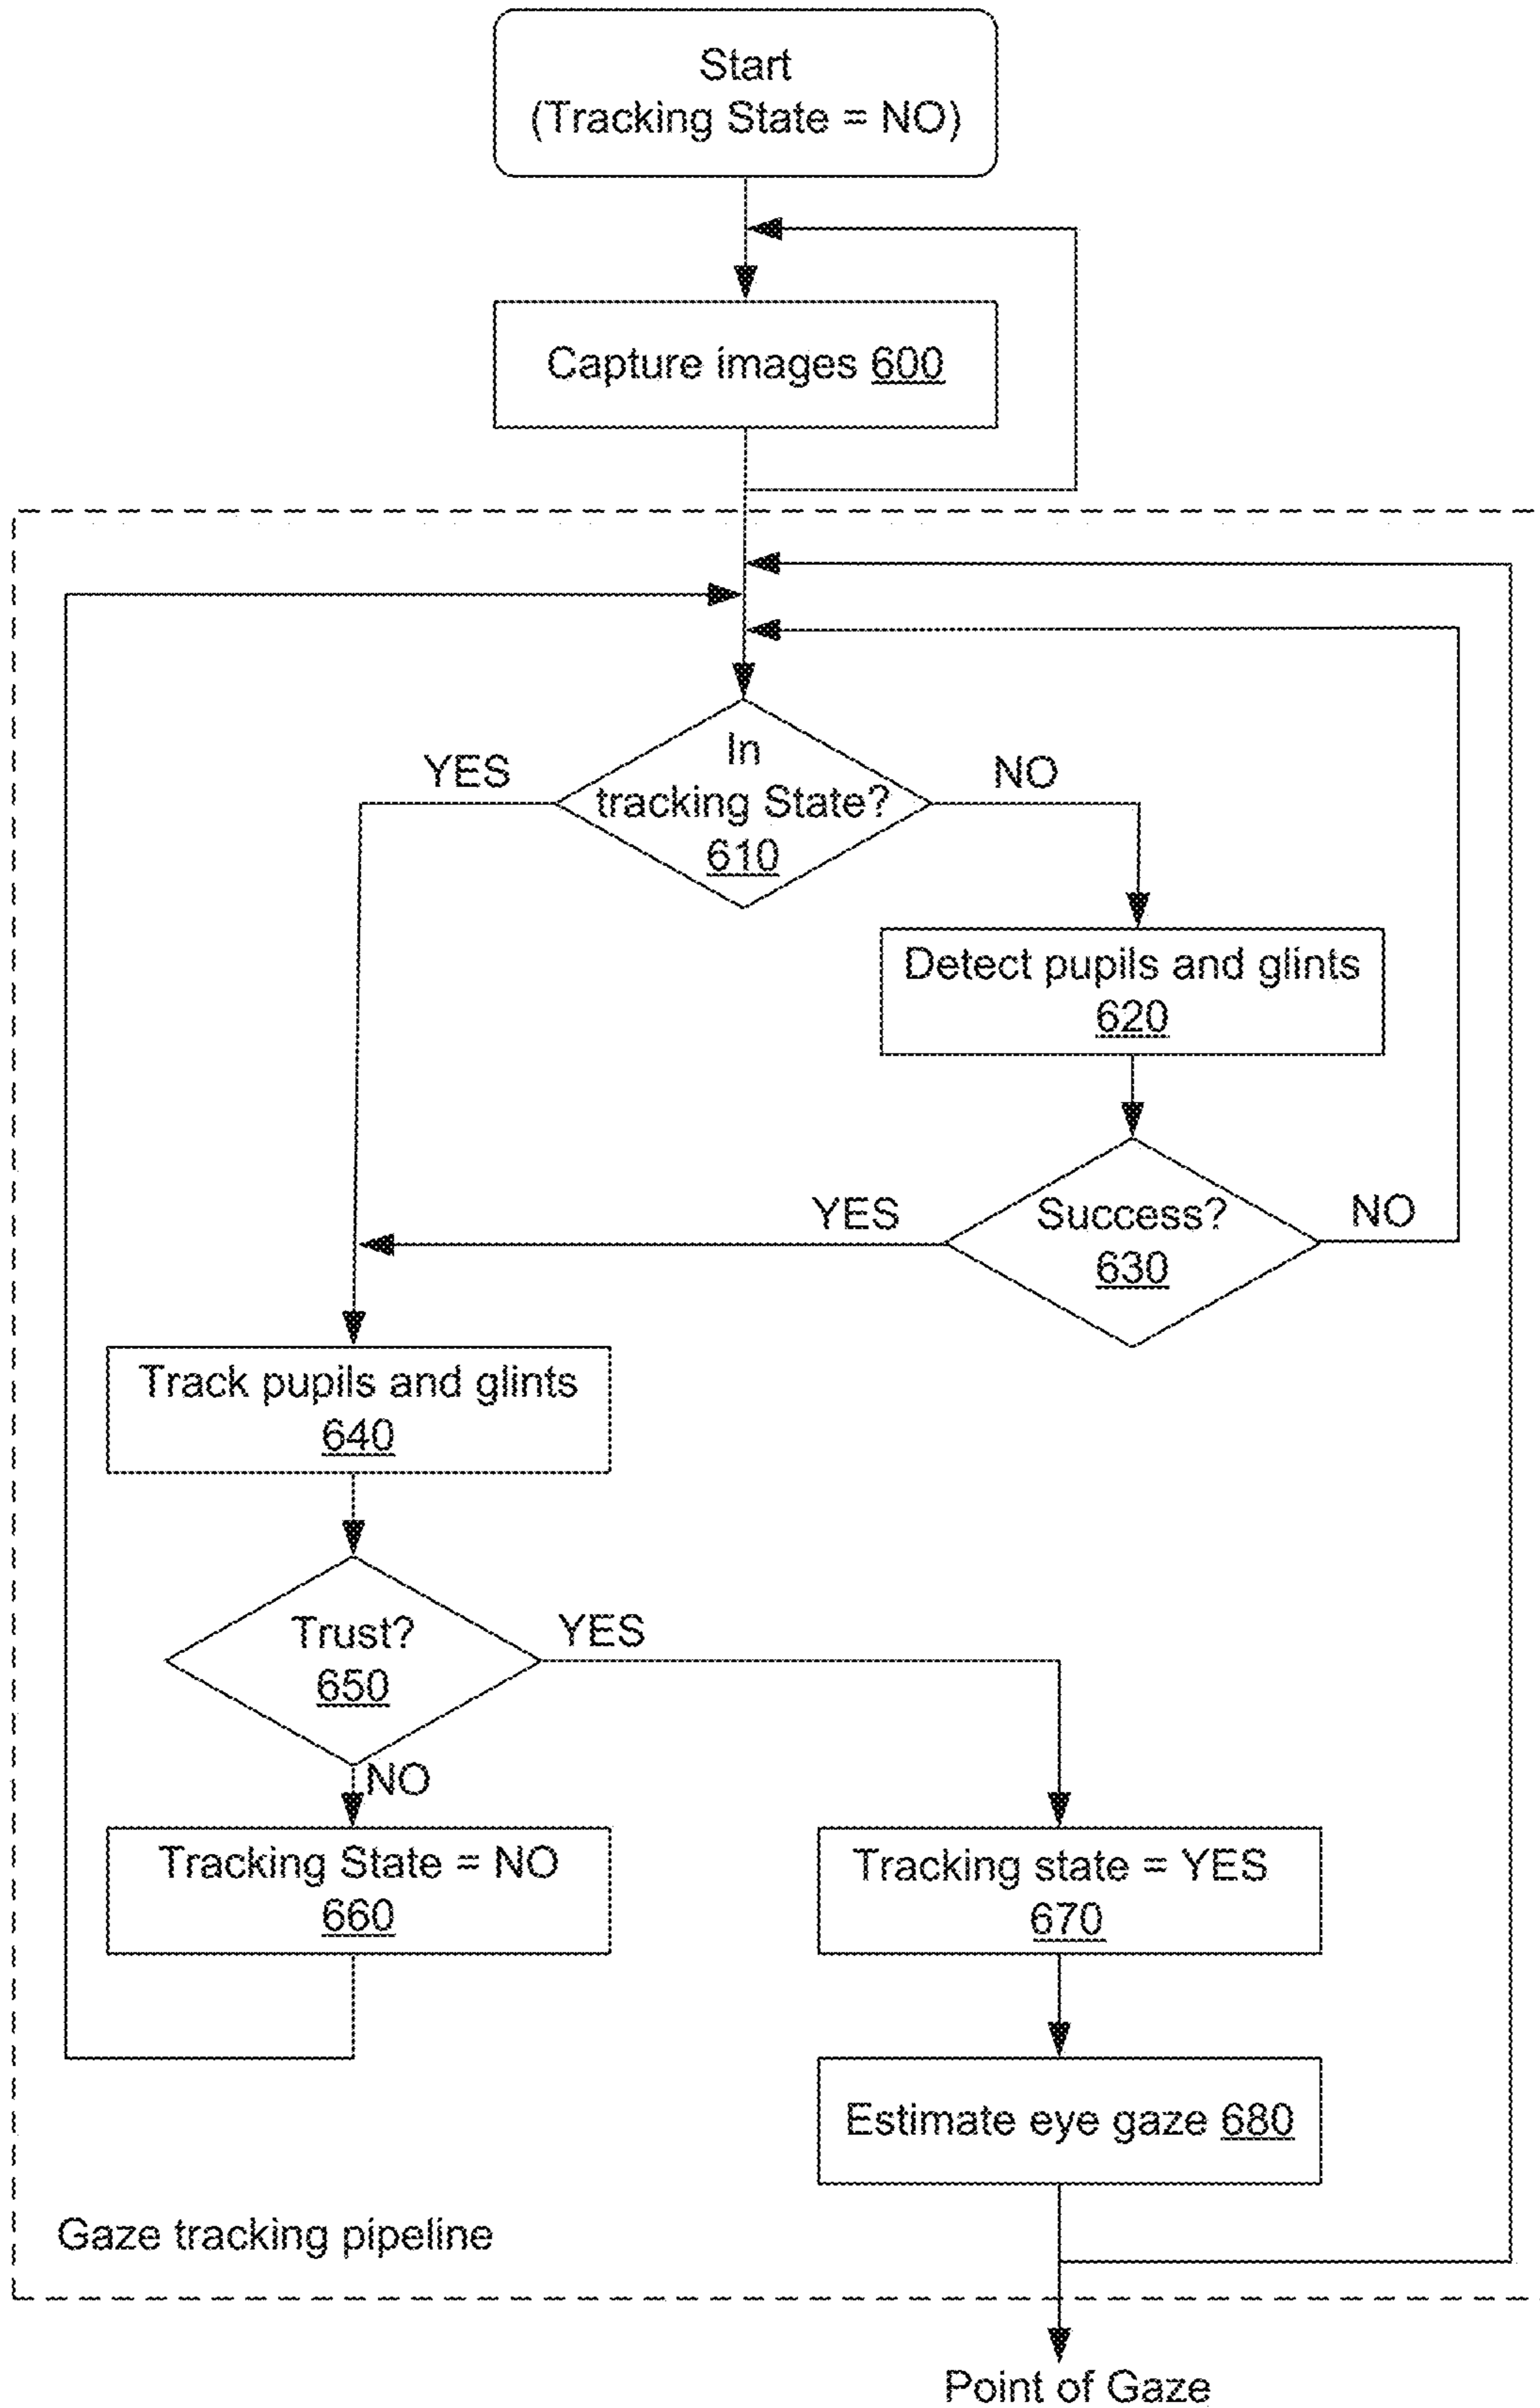 Start
(Tracking State = NO)
Capture images 600
In
tracking State?
610
YES
NO
Detect pupils and glints
620
Success?
630
YES
NO
Track pupils and glints
640
Trust?
650
YES
NO
Tracking State = NO
660
Tracking state = YES
670
Estimate eye gaze 680
Gaze tracking pipeline
Point of Gaze